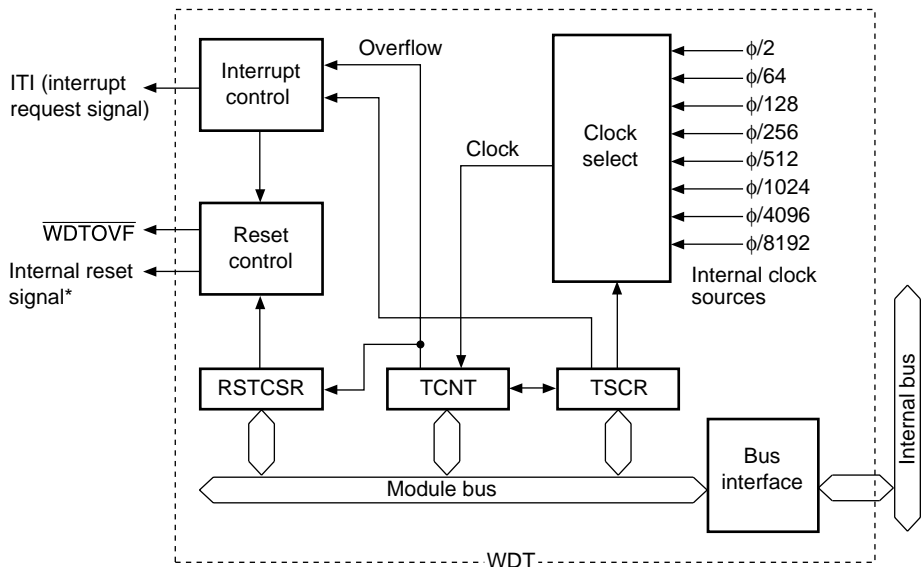 Overflow
Interrupt
control
ITI (interrupt
request signal)
Clock
select
ϕ/2
ϕ/64
ϕ/128
ϕ/256
ϕ/512
ϕ/1024
ϕ/4096
ϕ/8192
Clock
WDTOVF
Reset
control
Internal reset
signal*
Internal clock
sources
RSTCSR
TCNT
TSCR
Module bus
Bus
interface
Internal bus
WDT